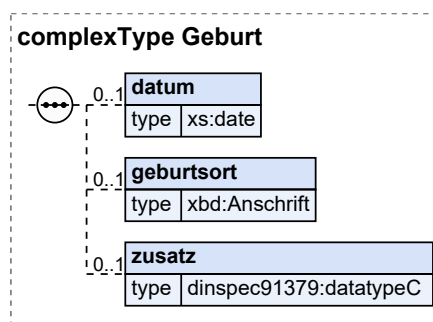 complexType Geburt
0..1 datum
type xs:date
0..1 geburtsort
type xbd:Anschrift
0..1 zusatz
type dinspec91379:datatypeC